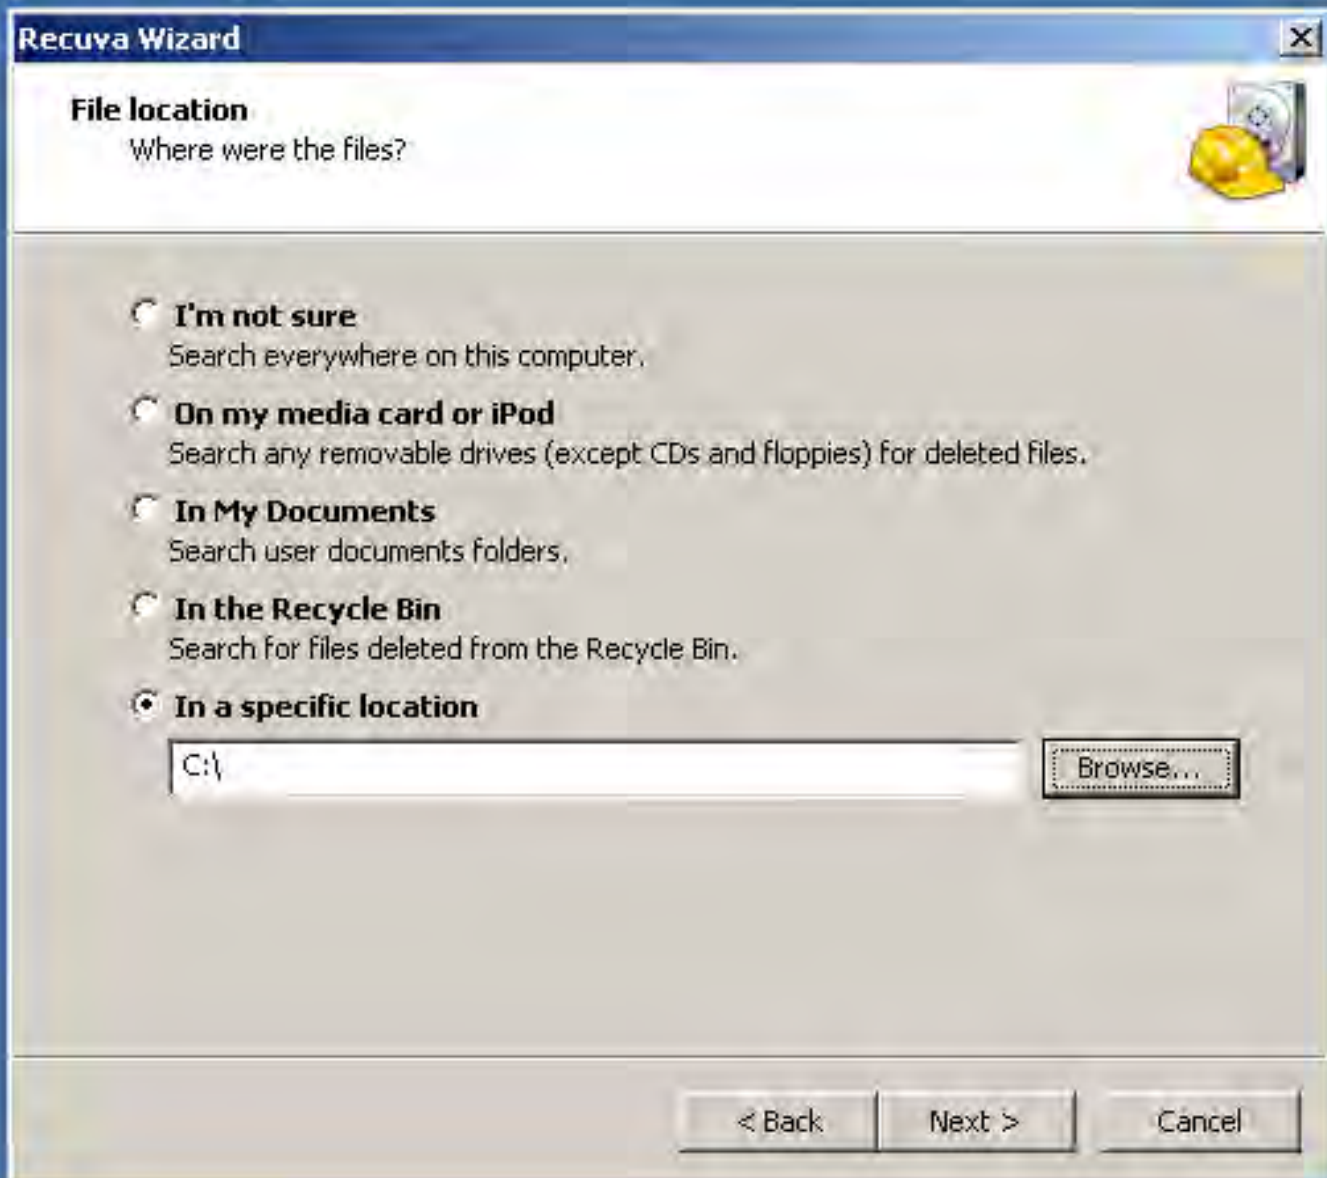 Recuva Wizard
File location
Where were the files?
I'm not sure
Search everywhere on this computer.
On my media card or iPod
Search any removable drives (except CDs and floppies) for deleted files.
In My Documents
Search user documents folders.
In the Recycle Bin
Search for files deleted from the Recycle Bin.
In a specific location
C:\
Browse...
< Back
Next >
Cancel